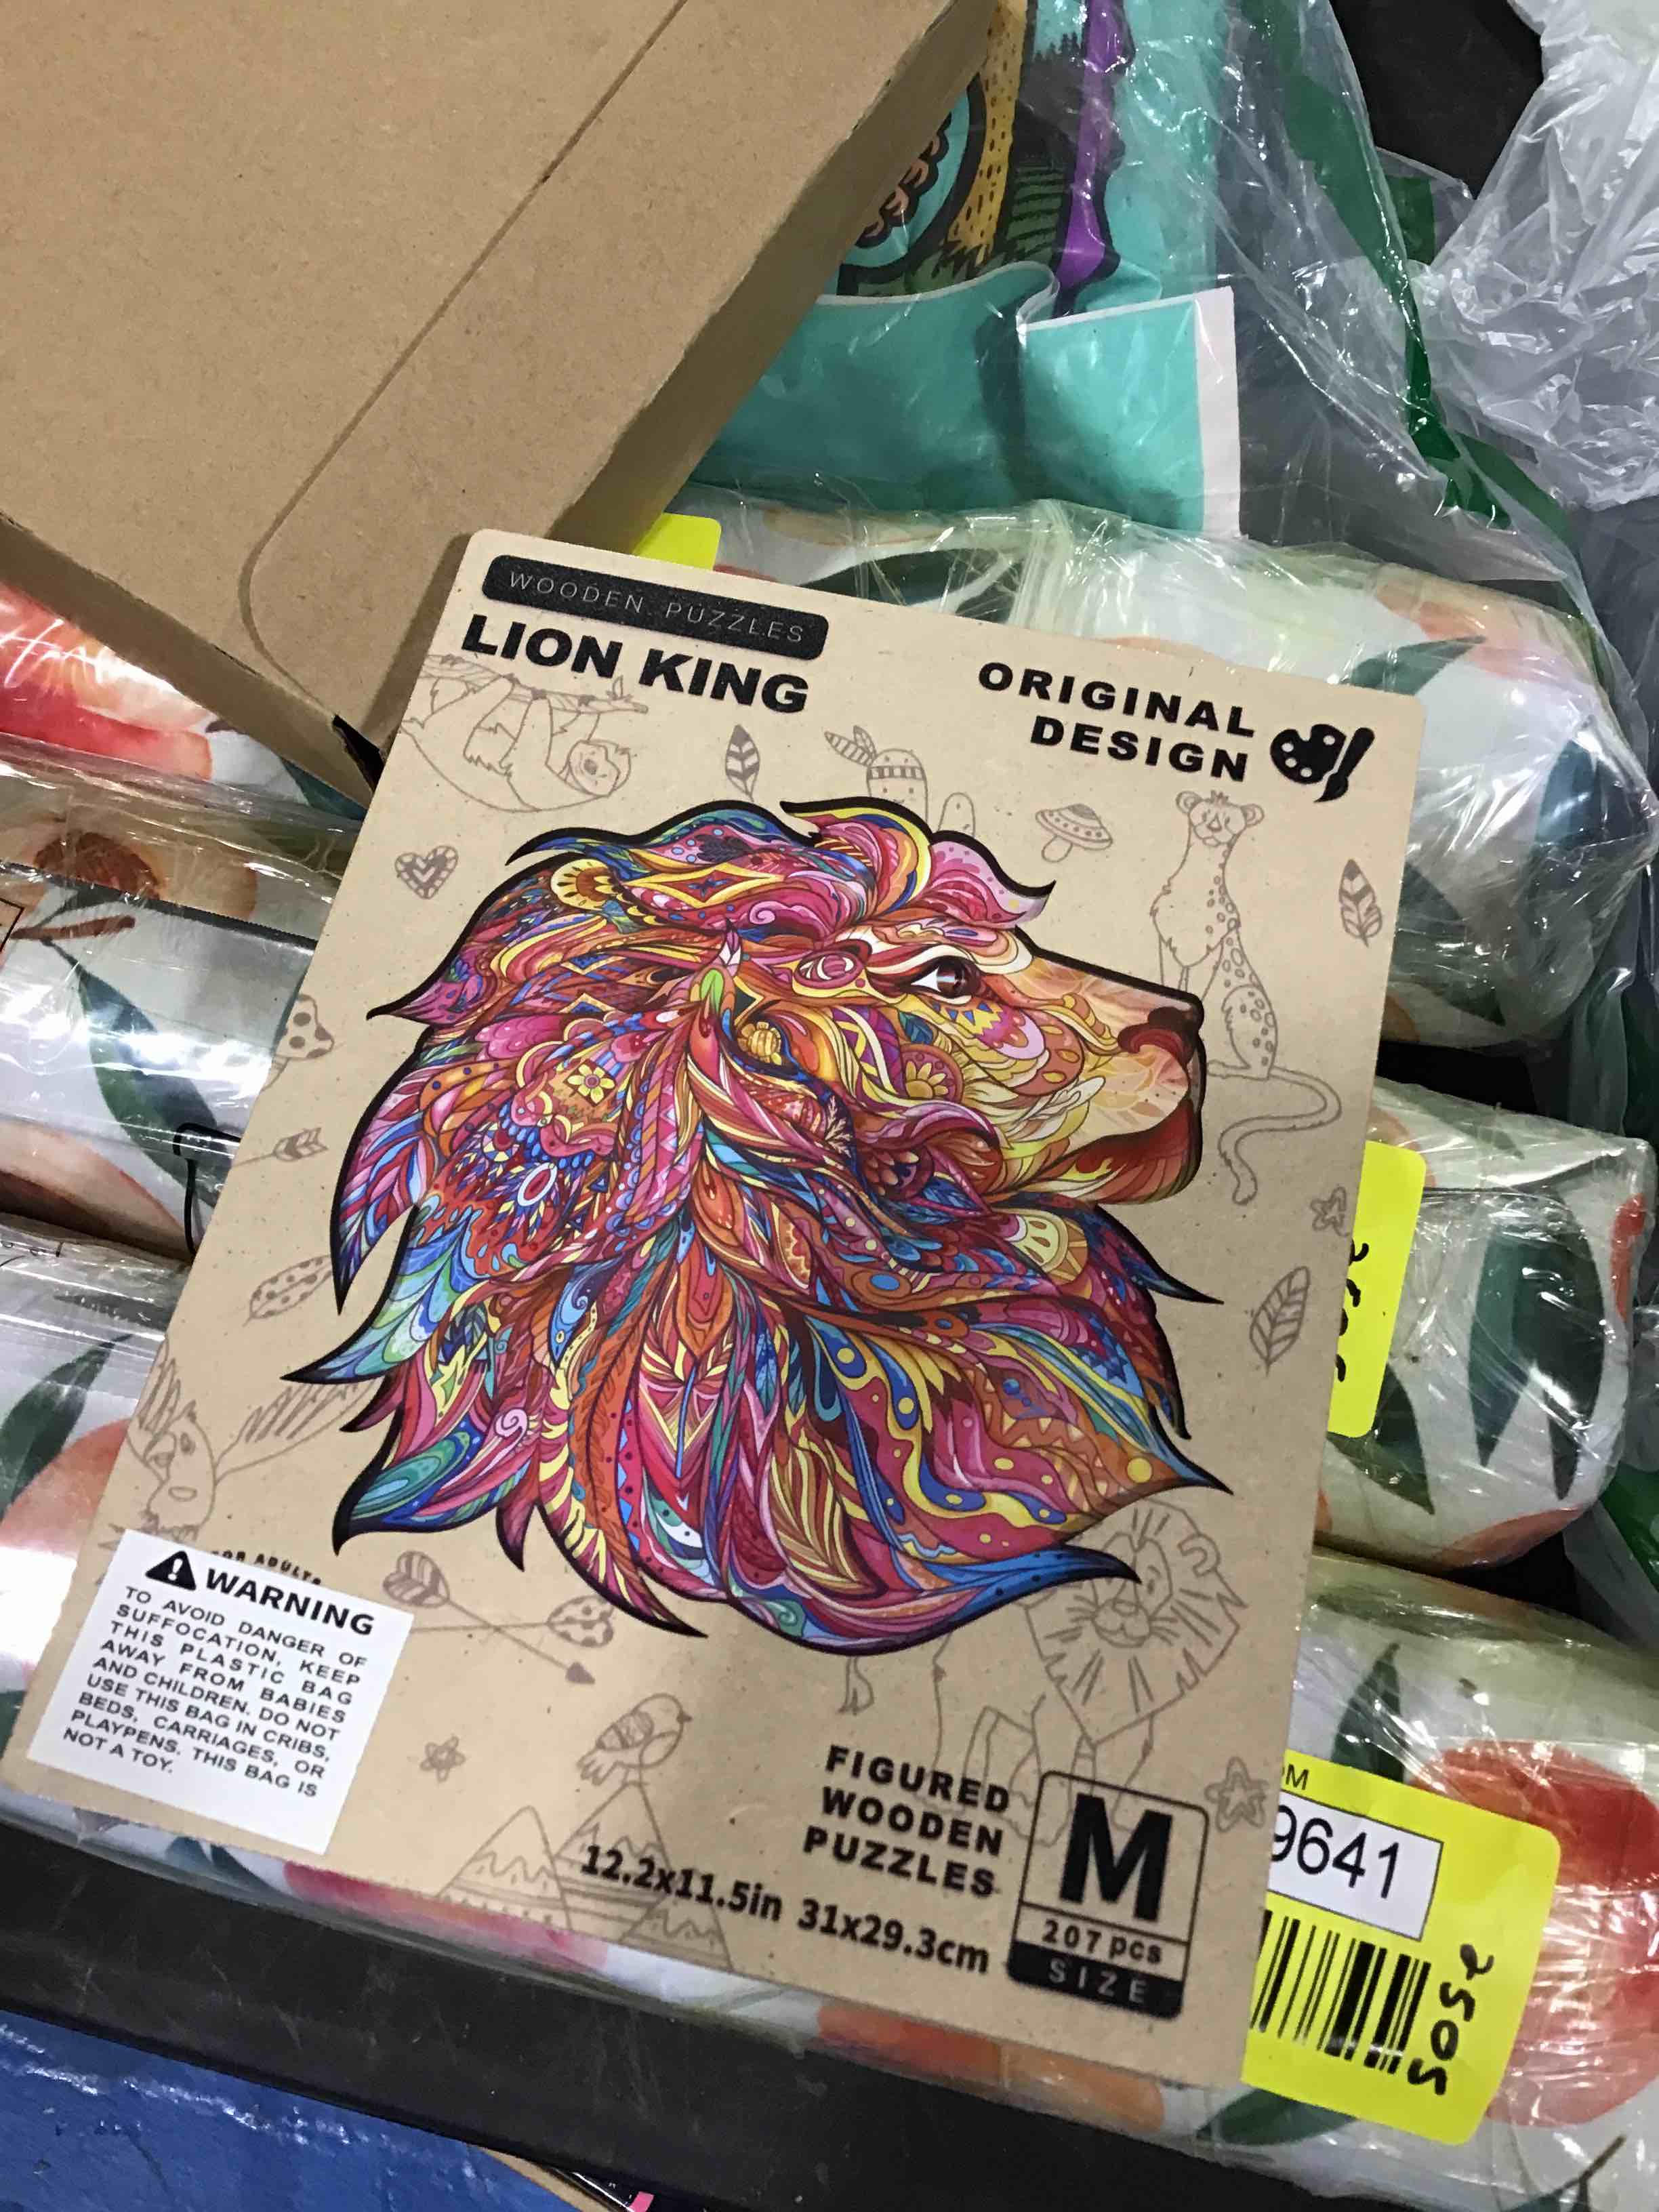 WOODEN PUZZLES
LION KING
ORIGINAL
DESIGN
FOR ADULTS
WARNING
TO AVOID DANGER OF
SUFFOCATION, KEEP
THIS PLASTIC BAG
AWAY FROM BABIES
AND CHILDREN. DO NOT
USE THIS BAG IN CRIBS,
BEDS, CARRIAGES, OR
PLAYPENS. THIS BAG IS
NOT A TOY.
FIGURED
WOODEN
PUZZLES
12.2x11.5in 31x29.3cm
M
207 pcs
SIZE
9641